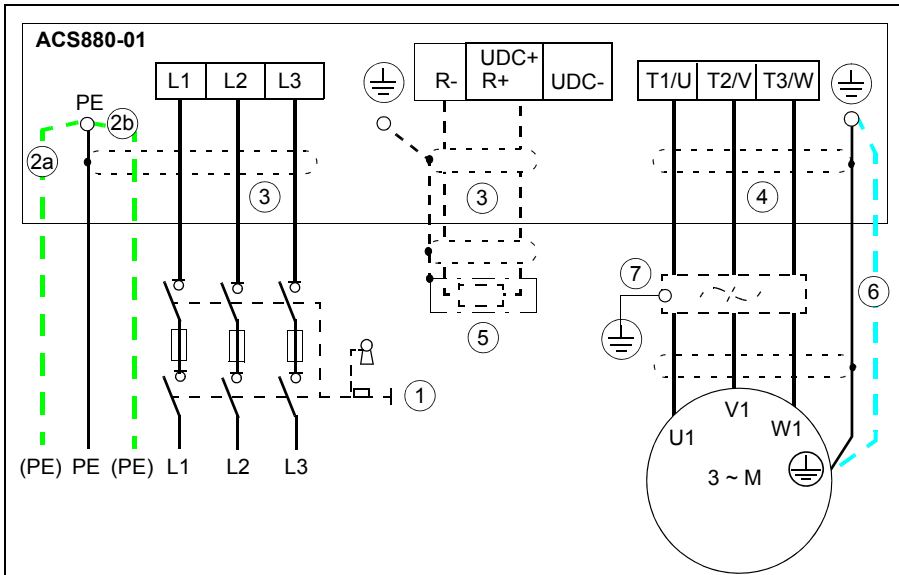 ACS880-01
L1 L2 L3
R- UDC+ R+ UDC-
T1/U T2/V T3/W
PE
2a
2b
3
3
4
7
6
5
1
(PE) PE (PE) L1 L2 L3
U1 V1 W1
3 ~ M